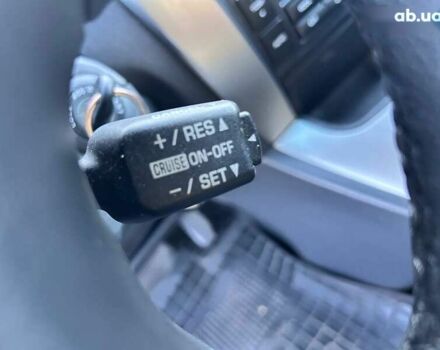 ab.ua
+ / RES ▲
CRUISE ON-OFF
− / SET ▼